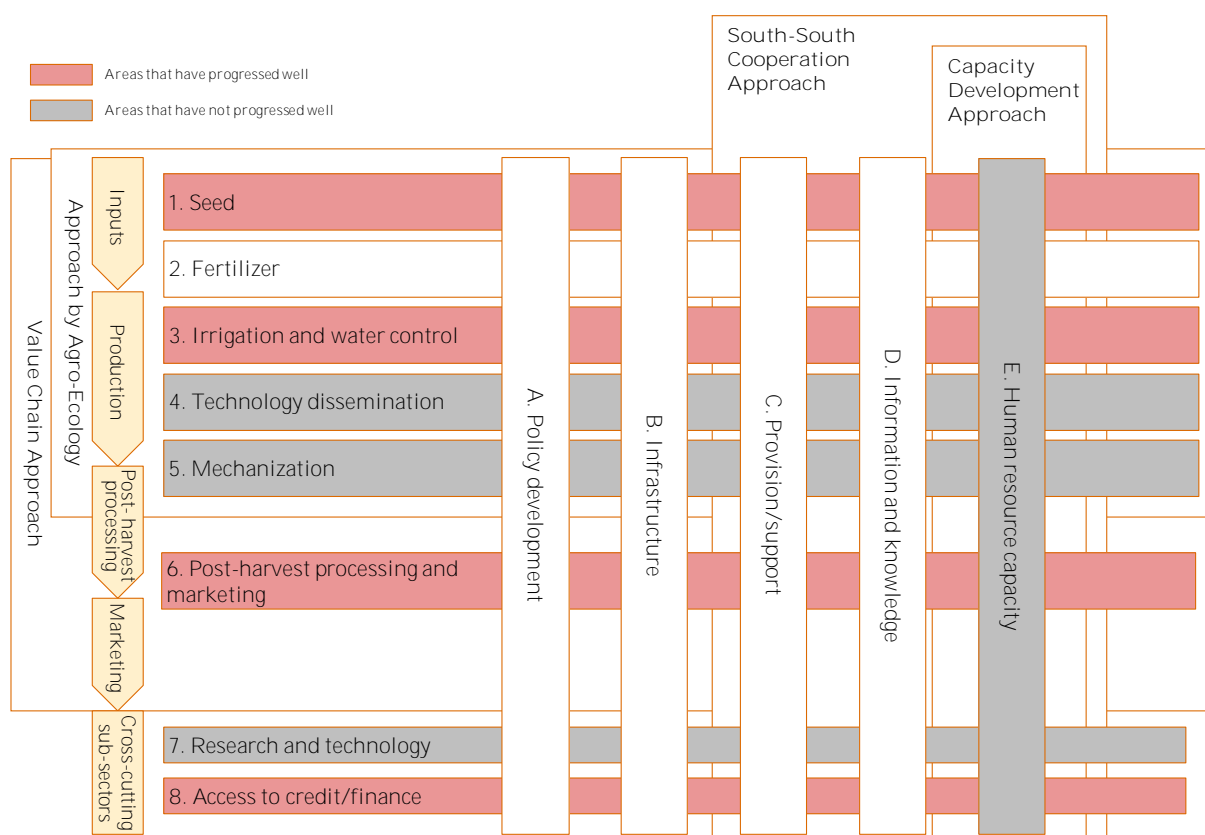 South-South
Cooperation
Approach
Capacity
Development
Approach
Areas that have progressed well
Areas that have not progressed well
Value Chain Approach
Approach by Agro-Ecology
Inputs
Production
Post-harvest
processing
Marketing
Cross-cutting
sub-sectors
1. Seed
2. Fertilizer
3. Irrigation and water control
4. Technology dissemination
5. Mechanization
6. Post-harvest processing and
marketing
7. Research and technology
8. Access to credit/finance
A. Policy development
B. Infrastructure
C. Provision/support
D. Information and knowledge
E. Human resource capacity